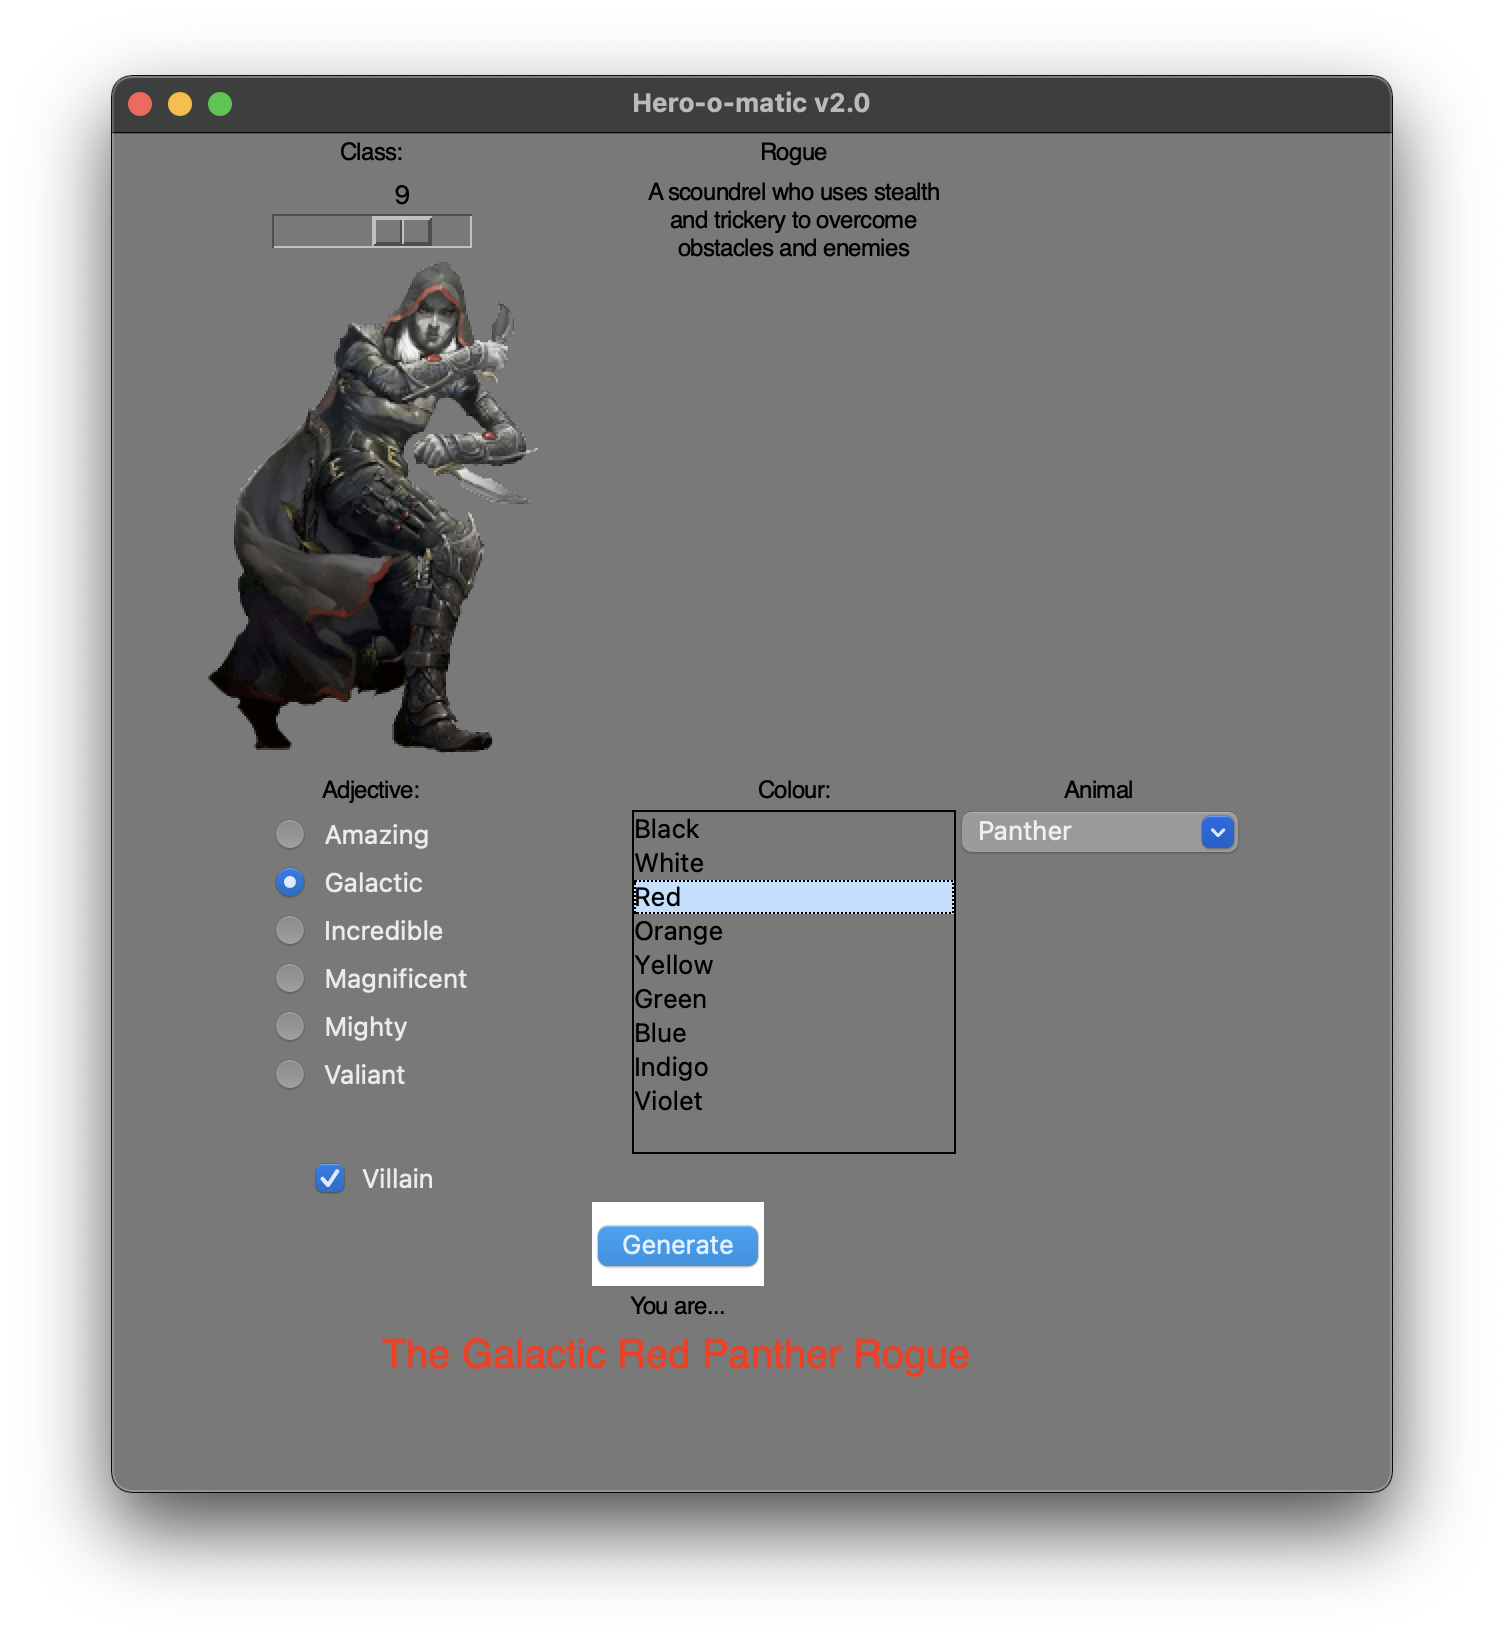 Hero-o-matic v2.0
Class:
Rogue
9
A scoundrel who uses stealth
and trickery to overcome
obstacles and enemies
Adjective:
Amazing
Galactic
Incredible
Magnificent
Mighty
Valiant
Villain
Colour:
Black
White
Red
Orange
Yellow
Green
Blue
Indigo
Violet
Animal
Panther
Generate
You are...
The Galactic Red Panther Rogue